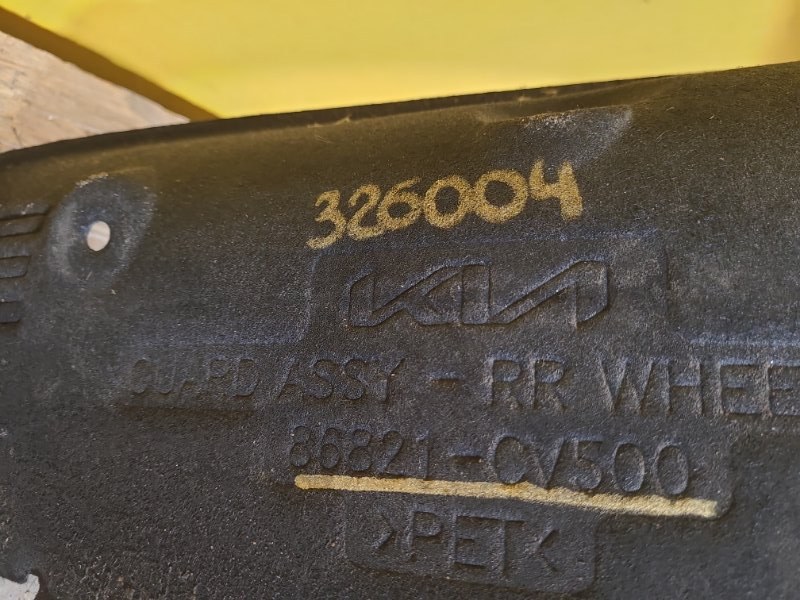 326004
KIA
GUARD ASSY - RR WHEE
86821-CV500
>PET<